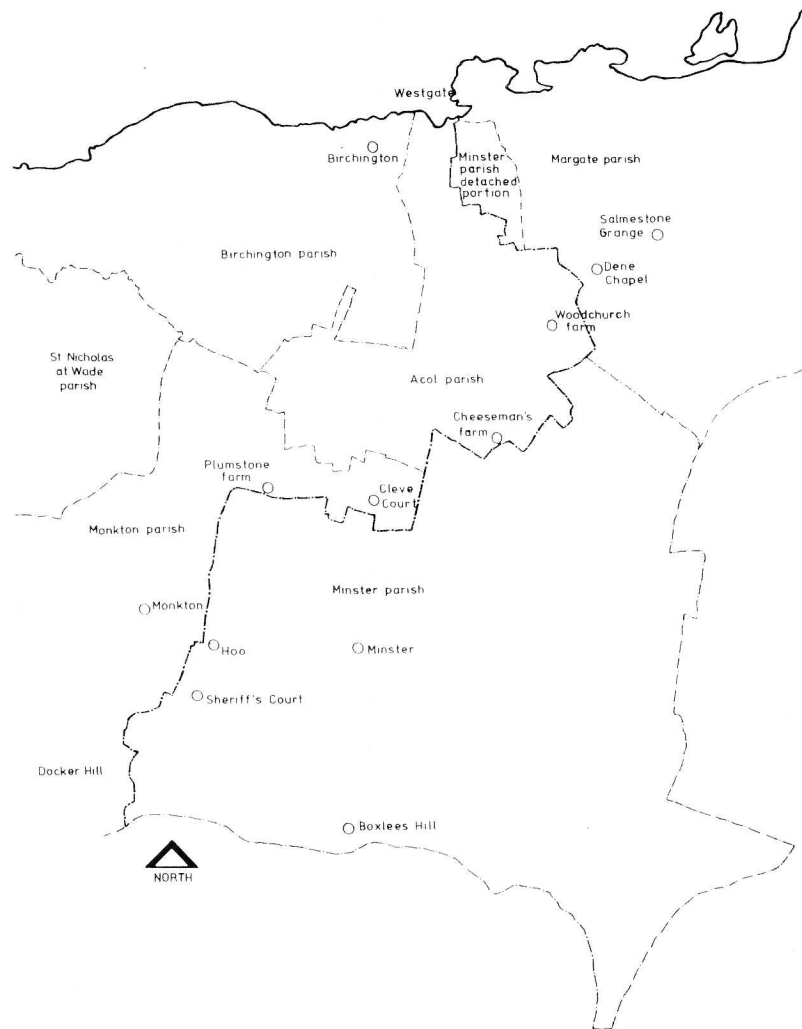 Westgate
Birchington
Minster
parish
detached
portion
Margate parish
Salmestone
Grange
Birchington parish
Dene
Chapel
Woodchurch
farm
St Nicholas
at Wade
parish
Acol parish
Cheeseman's
farm
Plumstone
farm
Cleve
Court
Monkton parish
Minster parish
Monkton
Hoo
Minster
Sheriff's Court
Docker Hill
Boxlees Hill
NORTH